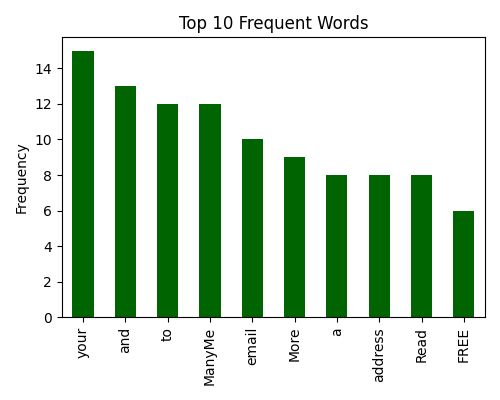 Top 10 Frequent Words
Frequency
14
12
10
8
6
4
2
0
your
and
to
ManyMe
email
More
a
address
Read
FREE